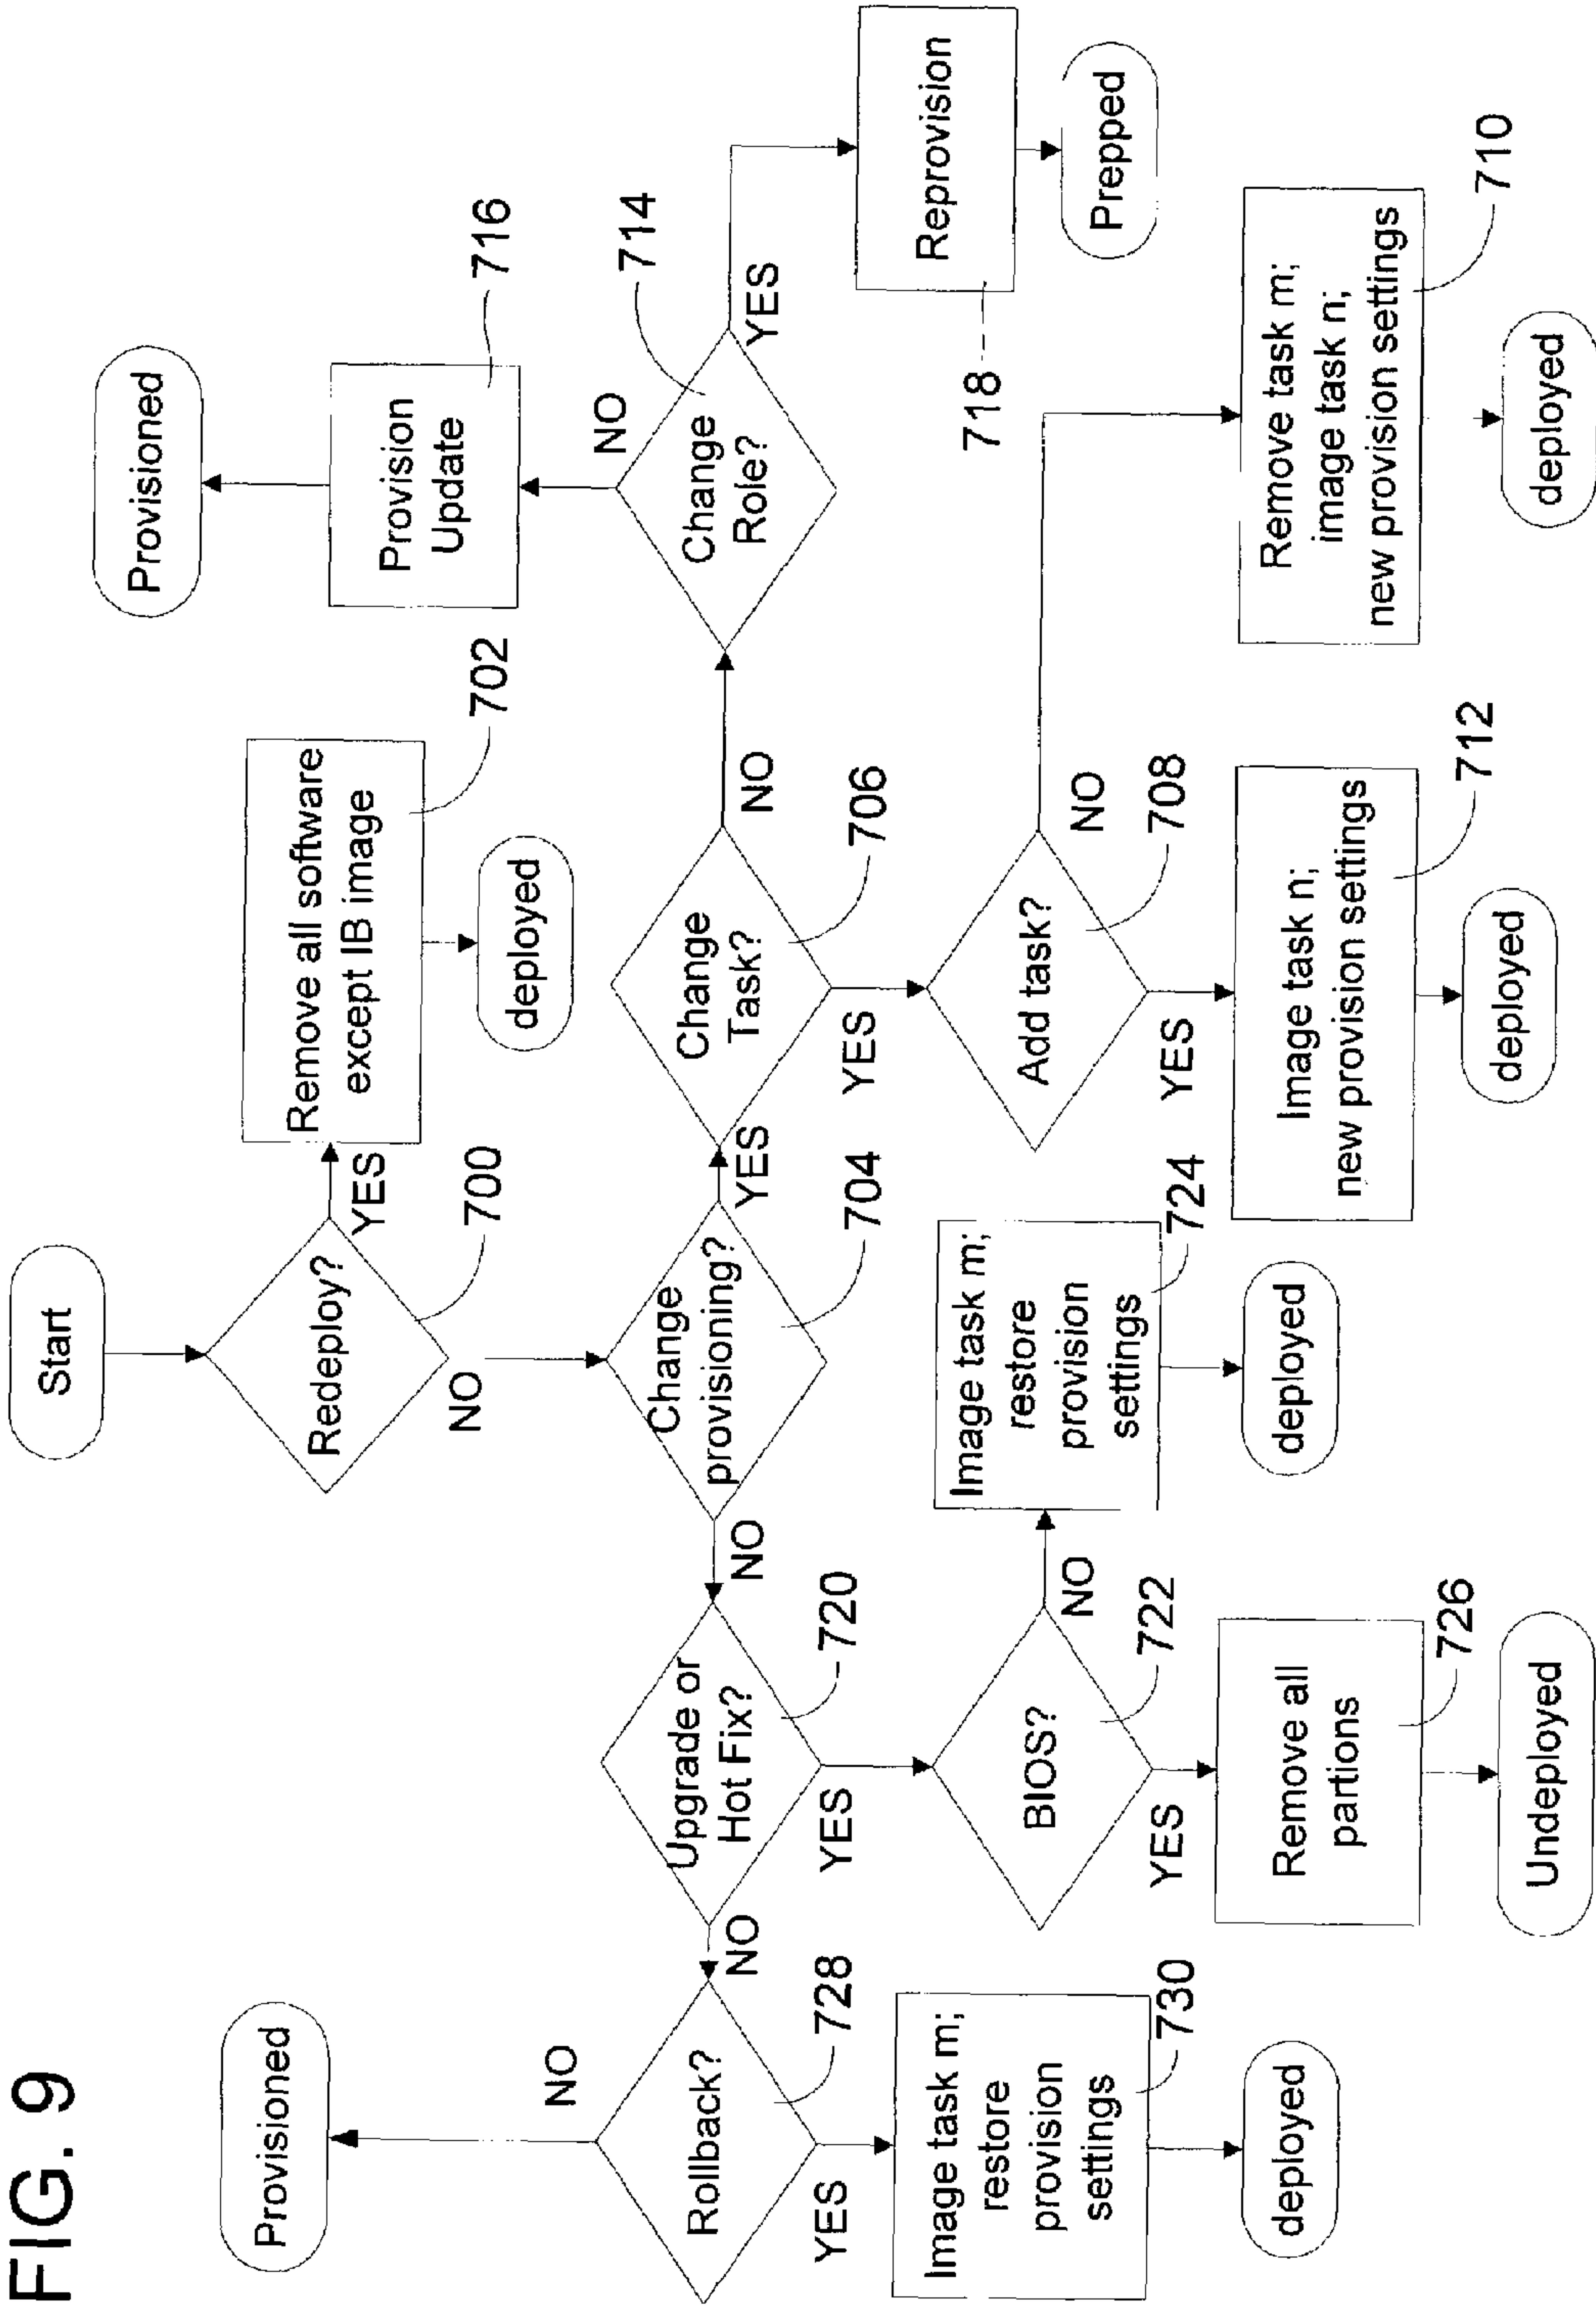 FIG. 9
Start
Redeploy?
700
YES
NO
Remove all software
except IB image
702
deployed
Change
provisioning?
704
YES
NO
Change
Task?
706
NO
YES
Change
Role?
714
NO
YES
Provision
Update
716
Provisioned
Reprovision
718
Prepped
Add task?
708
NO
YES
Remove task m;
image task n;
new provision settings
710
deployed
Image task n;
new provision settings
712
deployed
Upgrade or
Hot Fix?
720
YES
NO
BIOS?
722
NO
YES
Image task m;
restore
provision
settings
724
deployed
Remove all
partions
726
Undeployed
Rollback?
728
NO
YES
Provisioned
Image task m;
restore
provision
settings
730
deployed